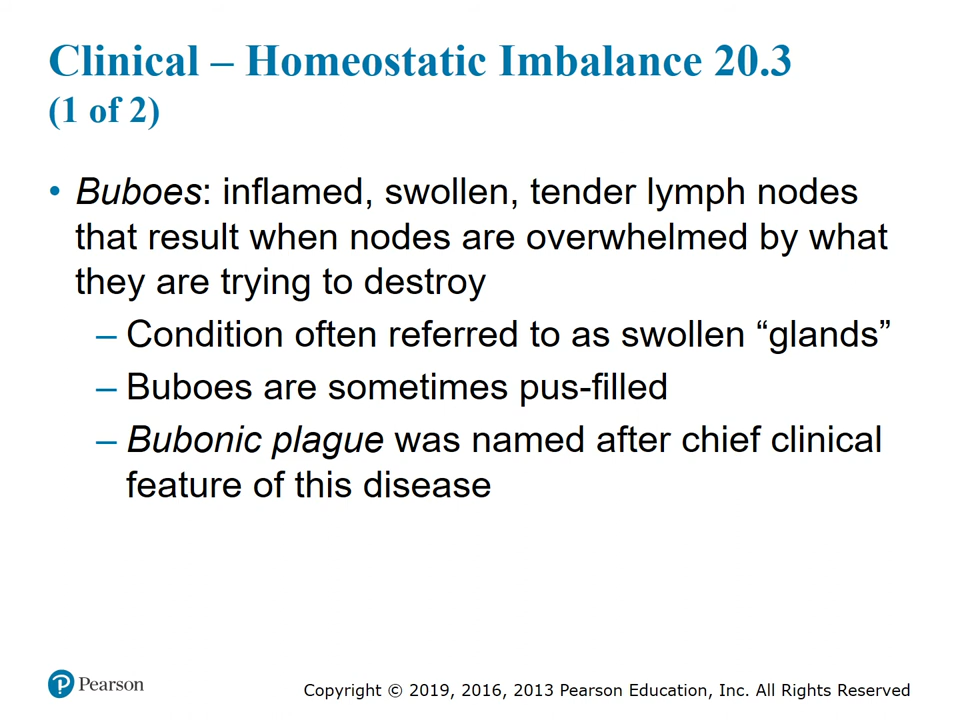 Clinical – Homeostatic Imbalance 20.3
(1 of 2)
• Buboes: inflamed, swollen, tender lymph nodes
that result when nodes are overwhelmed by what
they are trying to destroy
– Condition often referred to as swollen “glands”
– Buboes are sometimes pus-filled
– Bubonic plague was named after chief clinical
feature of this disease
Pearson
Copyright © 2019, 2016, 2013 Pearson Education, Inc. All Rights Reserved